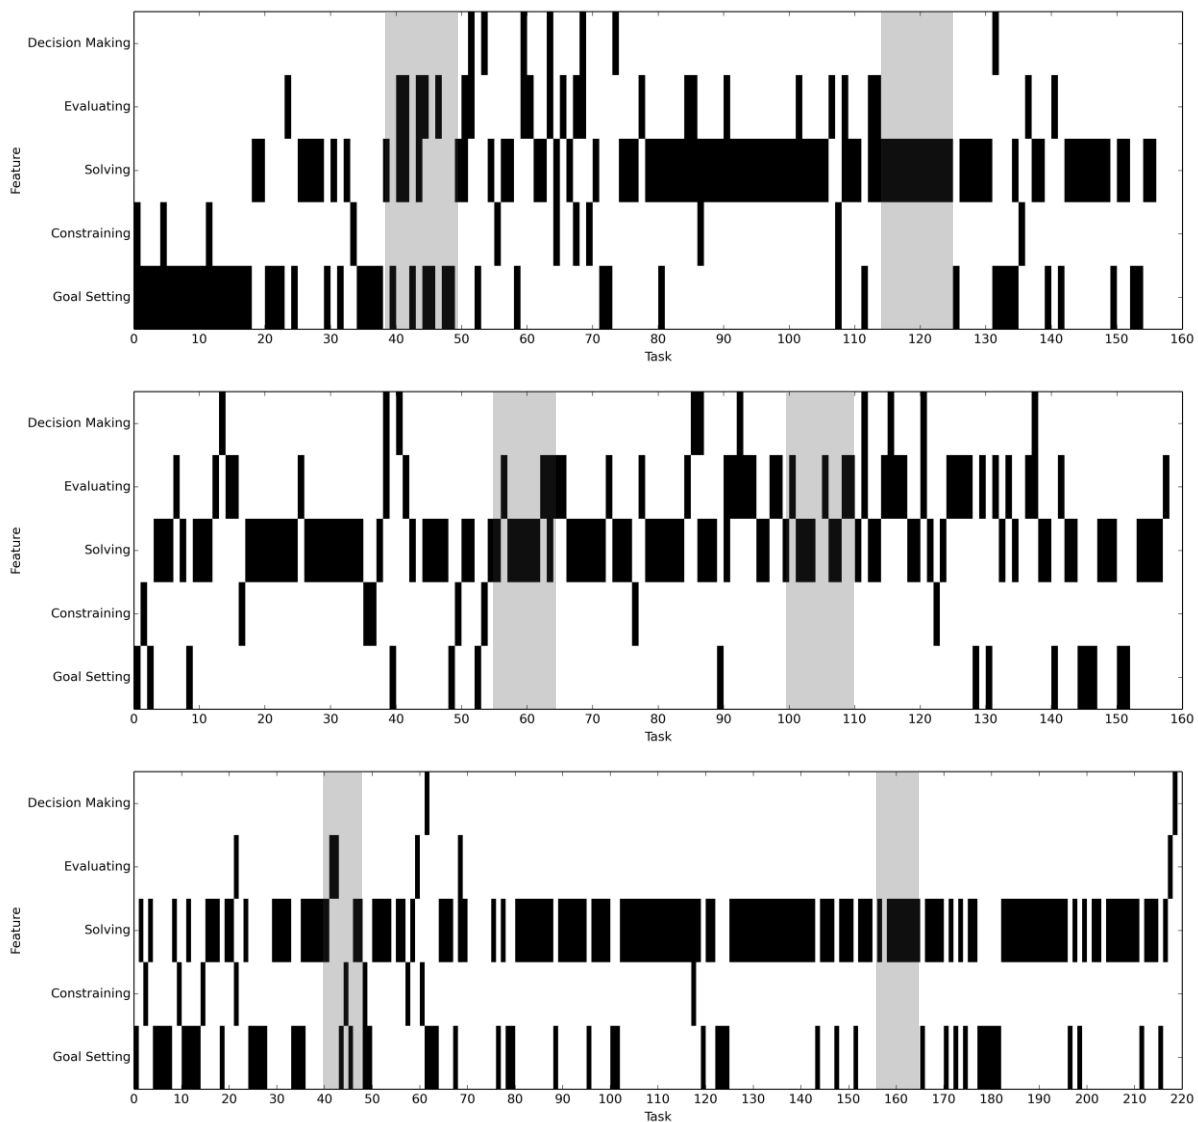 Decision Making
Evaluating
Solving
Constraining
Goal Setting
Feature
0 10 20 30 40 50 60 70 80 90 100 110 120 130 140 150 160
Task
Decision Making
Evaluating
Solving
Constraining
Goal Setting
Feature
0 10 20 30 40 50 60 70 80 90 100 110 120 130 140 150 160
Task
Decision Making
Evaluating
Solving
Constraining
Goal Setting
Feature
0 10 20 30 40 50 60 70 80 90 100 110 120 130 140 150 160 170 180 190 200 210 220
Task